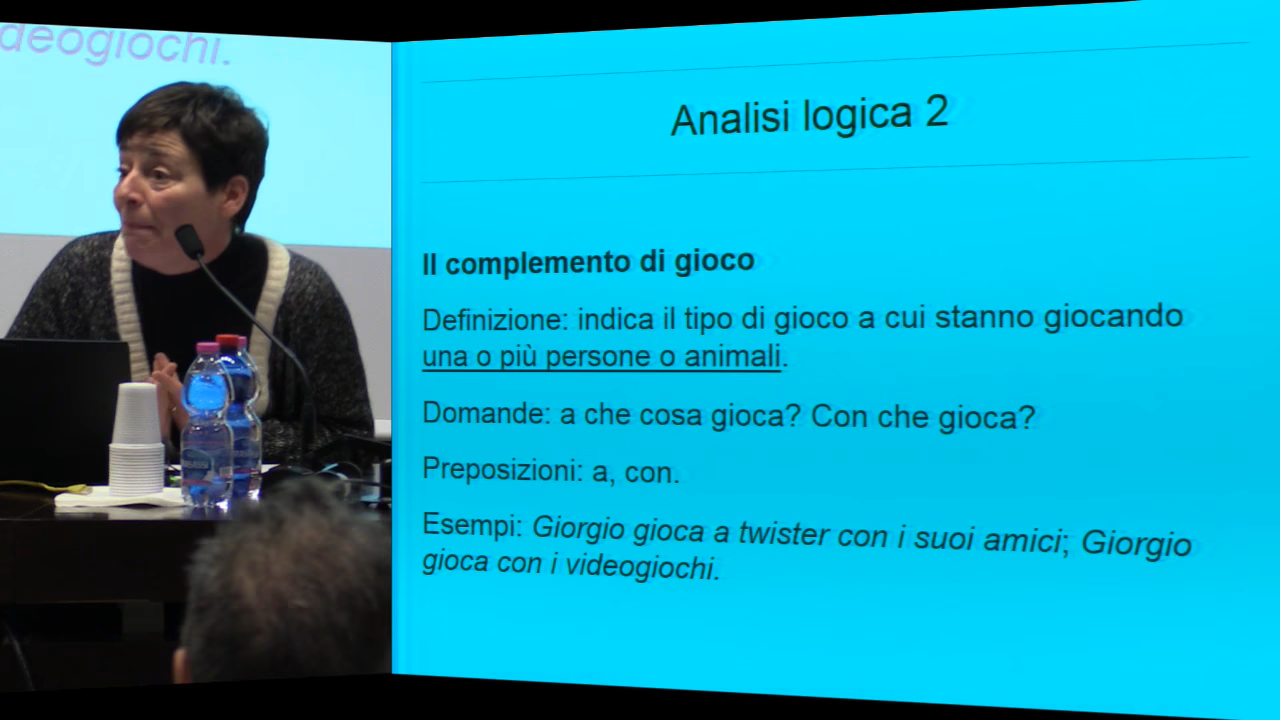 deogiochi.
Analisi logica 2
Il complemento di gioco
Definizione: indica il tipo di gioco a cui stanno giocando
una o più persone o animali.
Domande: a che cosa gioca? Con che gioca?
Preposizioni: a, con.
Esempi: Giorgio gioca a twister con i suoi amici; Giorgio
gioca con i videogiochi.